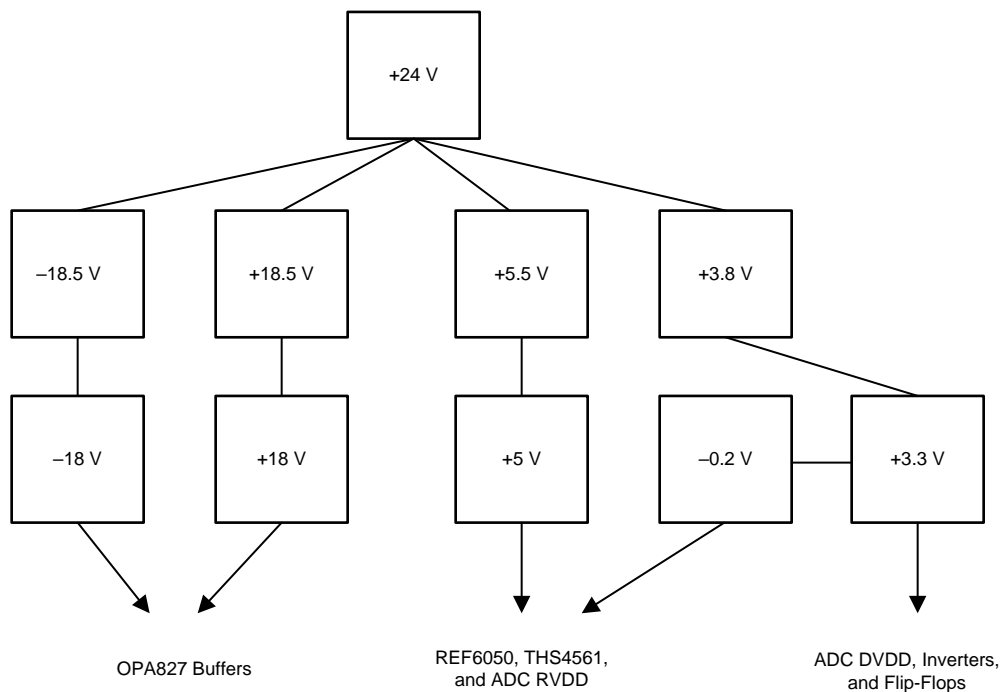 +24 V
–18.5 V
+18.5 V
+5.5 V
+3.8 V
–18 V
+18 V
+5 V
–0.2 V
+3.3 V
OPA827 Buffers
REF6050, THS4561,
and ADC RVDD
ADC DVDD, Inverters,
and Flip-Flops